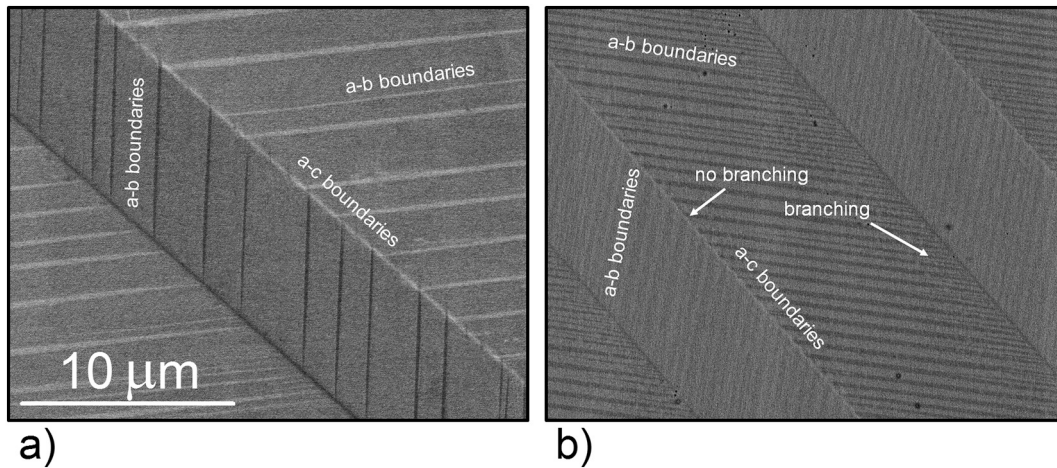 a-b boundaries
a-b boundaries
a-c boundaries
10 μm
a)
a-b boundaries
no branching
branching
a-b boundaries
a-c boundaries
b)